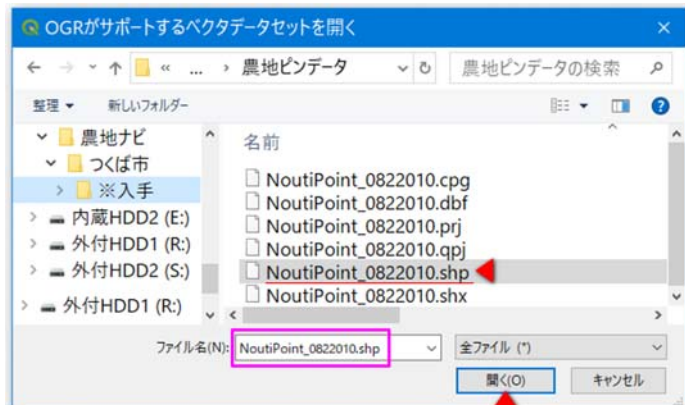 OGRがサポートするベクタデータセットを開く
« ... › 農地ピンデータ
農地ピンデータの検索
整理 新しいフォルダー
農地ナビ
つくば市
※入手
内蔵HDD2 (E:)
外付HDD1 (R:)
外付HDD2 (S:)
外付HDD1 (R:)
名前
NoutiPoint_0822010.cpg
NoutiPoint_0822010.dbf
NoutiPoint_0822010.prj
NoutiPoint_0822010.qpj
NoutiPoint_0822010.shp
NoutiPoint_0822010.shx
ファイル名(N): NoutiPoint_0822010.shp 全ファイル (*)
開く(O) キャンセル